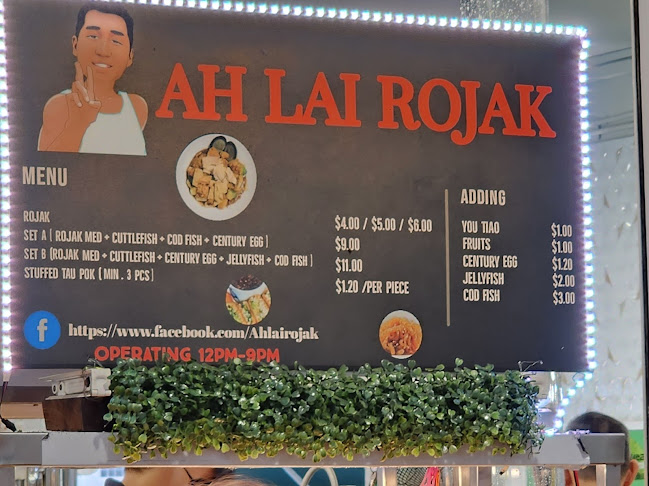 AH LAI ROJAK
MENU
ROJAK $4.00 / $5.00 / $6.00
SET A ( ROJAK MED + CUTTLEFISH + COD FISH + CENTURY EGG ) $9.00
SET B (ROJAK MED + CUTTLEFISH + CENTURY EGG + JELLYFISH + COD FISH ) $11.00
STUFFED TAU POK ( MIN . 3 PCS ) $1.20 /PER PIECE
ADDING
YOU TIAO $1.00
FRUITS $1.00
CENTURY EGG $1.20
JELLYFISH $2.00
COD FISH $3.00
f https://www.facebook.com/Ahlairojak
OPERATING 12PM-9PM